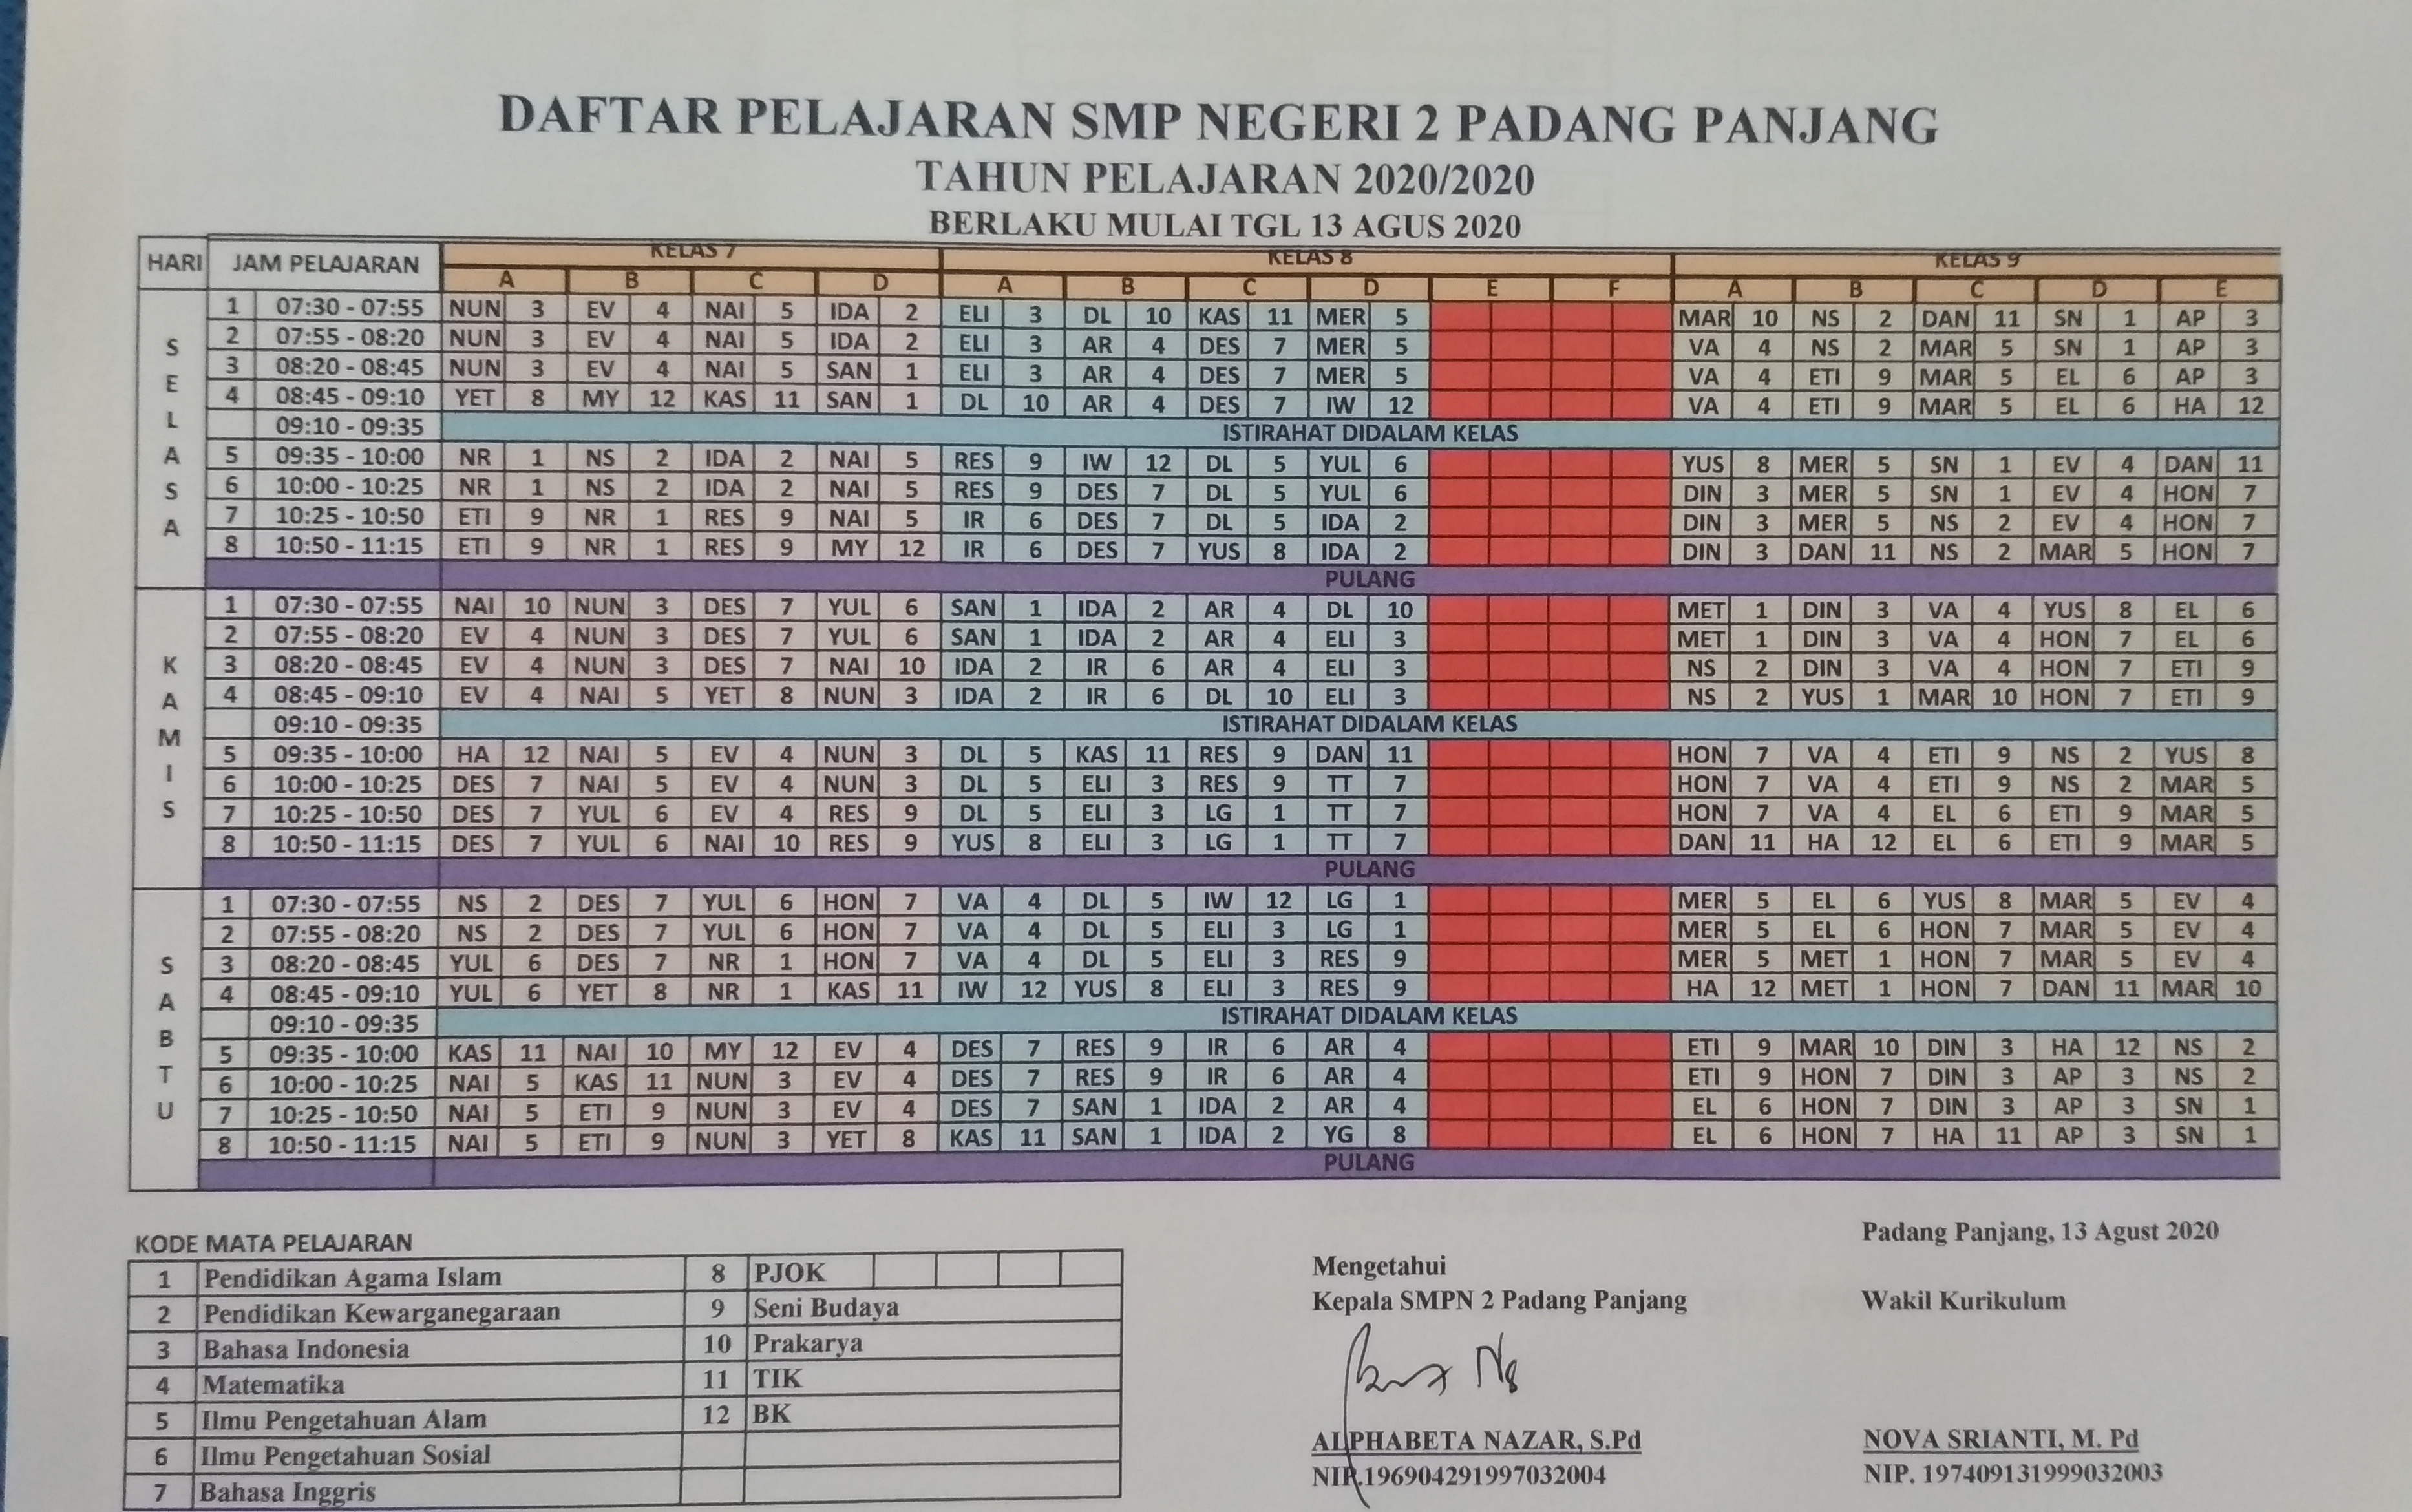 DAFTAR PELAJARAN SMP NEGERI 2 PADANG PANJANG
TAHUN PELAJARAN 2020/2020
BERLAKU MULAI TGL 13 AGUS 2020
HARI JAM PELAJARAN KELAS 7 KELAS 8 KELAS 9
A B C D A B C D E F A B C D E
SELASA
1 07:30 - 07:55 NUN 3 EV 4 NAI 5 IDA 2 ELI 3 DL 10 KAS 11 MER 5 MAR 10 NS 2 DAN 11 SN 1 AP 3
2 07:55 - 08:20 NUN 3 EV 4 NAI 5 IDA 2 ELI 3 AR 4 DES 7 MER 5 VA 4 NS 2 MAR 5 SN 1 AP 3
3 08:20 - 08:45 NUN 3 EV 4 NAI 5 SAN 1 ELI 3 AR 4 DES 7 MER 5 VA 4 ETI 9 MAR 5 EL 6 AP 3
4 08:45 - 09:10 YET 8 MY 12 KAS 11 SAN 1 DL 10 AR 4 DES 7 IW 12 VA 4 ETI 9 MAR 5 EL 6 HA 12
09:10 - 09:35 ISTIRAHAT DIDALAM KELAS
5 09:35 - 10:00 NR 1 NS 2 IDA 2 NAI 5 RES 9 IW 12 DL 5 YUL 6 YUS 8 MER 5 SN 1 EV 4 DAN 11
6 10:00 - 10:25 NR 1 NS 2 IDA 2 NAI 5 RES 9 DES 7 DL 5 YUL 6 DIN 3 MER 5 SN 1 EV 4 HON 7
7 10:25 - 10:50 ETI 9 NR 1 RES 9 NAI 5 IR 6 DES 7 DL 5 IDA 2 DIN 3 MER 5 NS 2 EV 4 HON 7
8 10:50 - 11:15 ETI 9 NR 1 RES 9 MY 12 IR 6 DES 7 YUS 8 IDA 2 DIN 3 DAN 11 NS 2 MAR 5 HON 7
PULANG
KAMIS
1 07:30 - 07:55 NAI 10 NUN 3 DES 7 YUL 6 SAN 1 IDA 2 AR 4 DL 10 MET 1 DIN 3 VA 4 YUS 8 EL 6
2 07:55 - 08:20 EV 4 NUN 3 DES 7 YUL 6 SAN 1 IDA 2 AR 4 ELI 3 MET 1 DIN 3 VA 4 HON 7 EL 6
3 08:20 - 08:45 EV 4 NUN 3 DES 7 NAI 10 IDA 2 IR 6 AR 4 ELI 3 NS 2 DIN 3 VA 4 HON 7 ETI 9
4 08:45 - 09:10 EV 4 NAI 5 YET 8 NUN 3 IDA 2 IR 6 DL 10 ELI 3 NS 2 YUS 1 MAR 10 HON 7 ETI 9
09:10 - 09:35 ISTIRAHAT DIDALAM KELAS
5 09:35 - 10:00 HA 12 NAI 5 EV 4 NUN 3 DL 5 KAS 11 RES 9 DAN 11 HON 7 VA 4 ETI 9 NS 2 YUS 8
6 10:00 - 10:25 DES 7 NAI 5 EV 4 NUN 3 DL 5 ELI 3 RES 9 TT 7 HON 7 VA 4 ETI 9 NS 2 MAR 5
7 10:25 - 10:50 DES 7 YUL 6 EV 4 RES 9 DL 5 ELI 3 LG 1 TT 7 HON 7 VA 4 EL 6 ETI 9 MAR 5
8 10:50 - 11:15 DES 7 YUL 6 NAI 10 RES 9 YUS 8 ELI 3 LG 1 TT 7 DAN 11 HA 12 EL 6 ETI 9 MAR 5
PULANG
SABTU
1 07:30 - 07:55 NS 2 DES 7 YUL 6 HON 7 VA 4 DL 5 IW 12 LG 1 MER 5 EL 6 YUS 8 MAR 5 EV 4
2 07:55 - 08:20 NS 2 DES 7 YUL 6 HON 7 VA 4 DL 5 ELI 3 LG 1 MER 5 EL 6 HON 7 MAR 5 EV 4
3 08:20 - 08:45 YUL 6 DES 7 NR 1 HON 7 VA 4 DL 5 ELI 3 RES 9 MER 5 MET 1 HON 7 MAR 5 EV 4
4 08:45 - 09:10 YUL 6 YET 8 NR 1 KAS 11 IW 12 YUS 8 ELI 3 RES 9 HA 12 MET 1 HON 7 DAN 11 MAR 10
09:10 - 09:35 ISTIRAHAT DIDALAM KELAS
5 09:35 - 10:00 KAS 11 NAI 10 MY 12 EV 4 DES 7 RES 9 IR 6 AR 4 ETI 9 MAR 10 DIN 3 HA 12 NS 2
6 10:00 - 10:25 NAI 5 KAS 11 NUN 3 EV 4 DES 7 RES 9 IR 6 AR 4 ETI 9 HON 7 DIN 3 AP 3 NS 2
7 10:25 - 10:50 NAI 5 ETI 9 NUN 3 EV 4 DES 7 SAN 1 IDA 2 AR 4 EL 6 HON 7 DIN 3 AP 3 SN 1
8 10:50 - 11:15 NAI 5 ETI 9 NUN 3 YET 8 KAS 11 SAN 1 IDA 2 YG 8 EL 6 HON 7 HA 11 AP 3 SN 1
PULANG
KODE MATA PELAJARAN
1 Pendidikan Agama Islam 8 PJOK
2 Pendidikan Kewarganegaraan 9 Seni Budaya
3 Bahasa Indonesia 10 Prakarya
4 Matematika 11 TIK
5 Ilmu Pengetahuan Alam 12 BK
6 Ilmu Pengetahuan Sosial
7 Bahasa Inggris
Padang Panjang, 13 Agust 2020
Mengetahui
Kepala SMPN 2 Padang Panjang
Wakil Kurikulum
ALPHABETA NAZAR, S.Pd
NIP.196904291997032004
NOVA SRIANTI, M. Pd
NIP. 197409131999032003